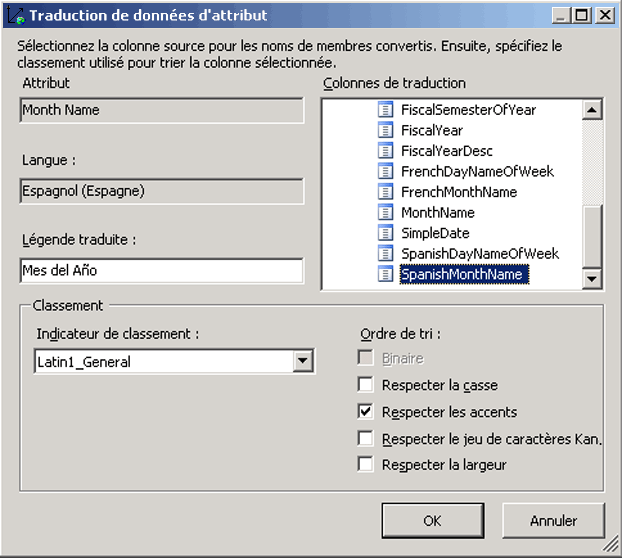 Traduction de données d'attribut
Sélectionnez la colonne source pour les noms de membres convertis. Ensuite, spécifiez le
classement utilisé pour trier la colonne sélectionnée.
Attribut
Month Name
Langue :
Espagnol (Espagne)
Légende traduite :
Mes del Año
Colonnes de traduction
FiscalSemesterOfYear
FiscalYear
FiscalYearDesc
FrenchDayNameOfWeek
FrenchMonthName
MonthName
SimpleDate
SpanishDayNameOfWeek
SpanishMonthName
Classement
Indicateur de classement :
Latin1_General
Ordre de tri :
Binaire
Respecter la casse
Respecter les accents
Respecter le jeu de caractères Kan.
Respecter la largeur
OK
Annuler